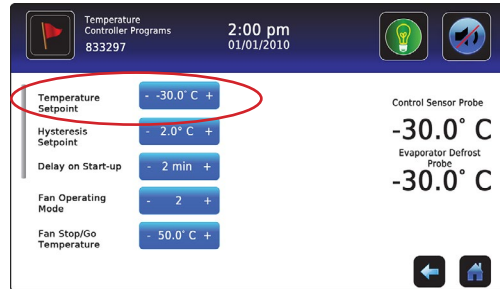 Temperature
Controller Programs
833297
2:00 pm
01/01/2010
Temperature
Setpoint
- -30.0° C +
Hysteresis
Setpoint
- 2.0° C +
Delay on Start-up
- 2 min +
Fan Operating
Mode
- 2 +
Fan Stop/Go
Temperature
- 50.0° C +
Control Sensor Probe
-30.0° C
Evaporator Defrost
Probe
-30.0° C